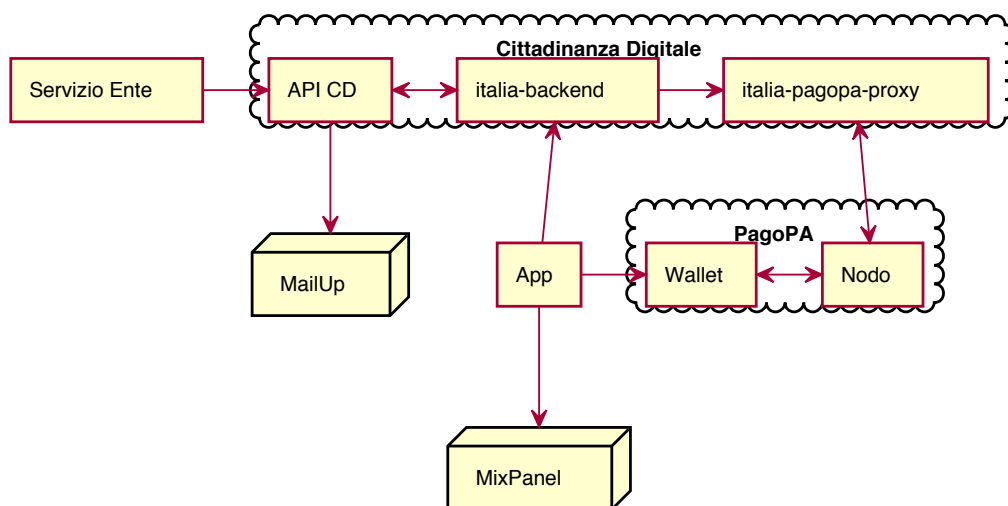 Cittadinanza Digitale
Servizio Ente
API CD
italia-backend
italia-pagopa-proxy
PagoPA
MailUp
App
Wallet
Nodo
MixPanel